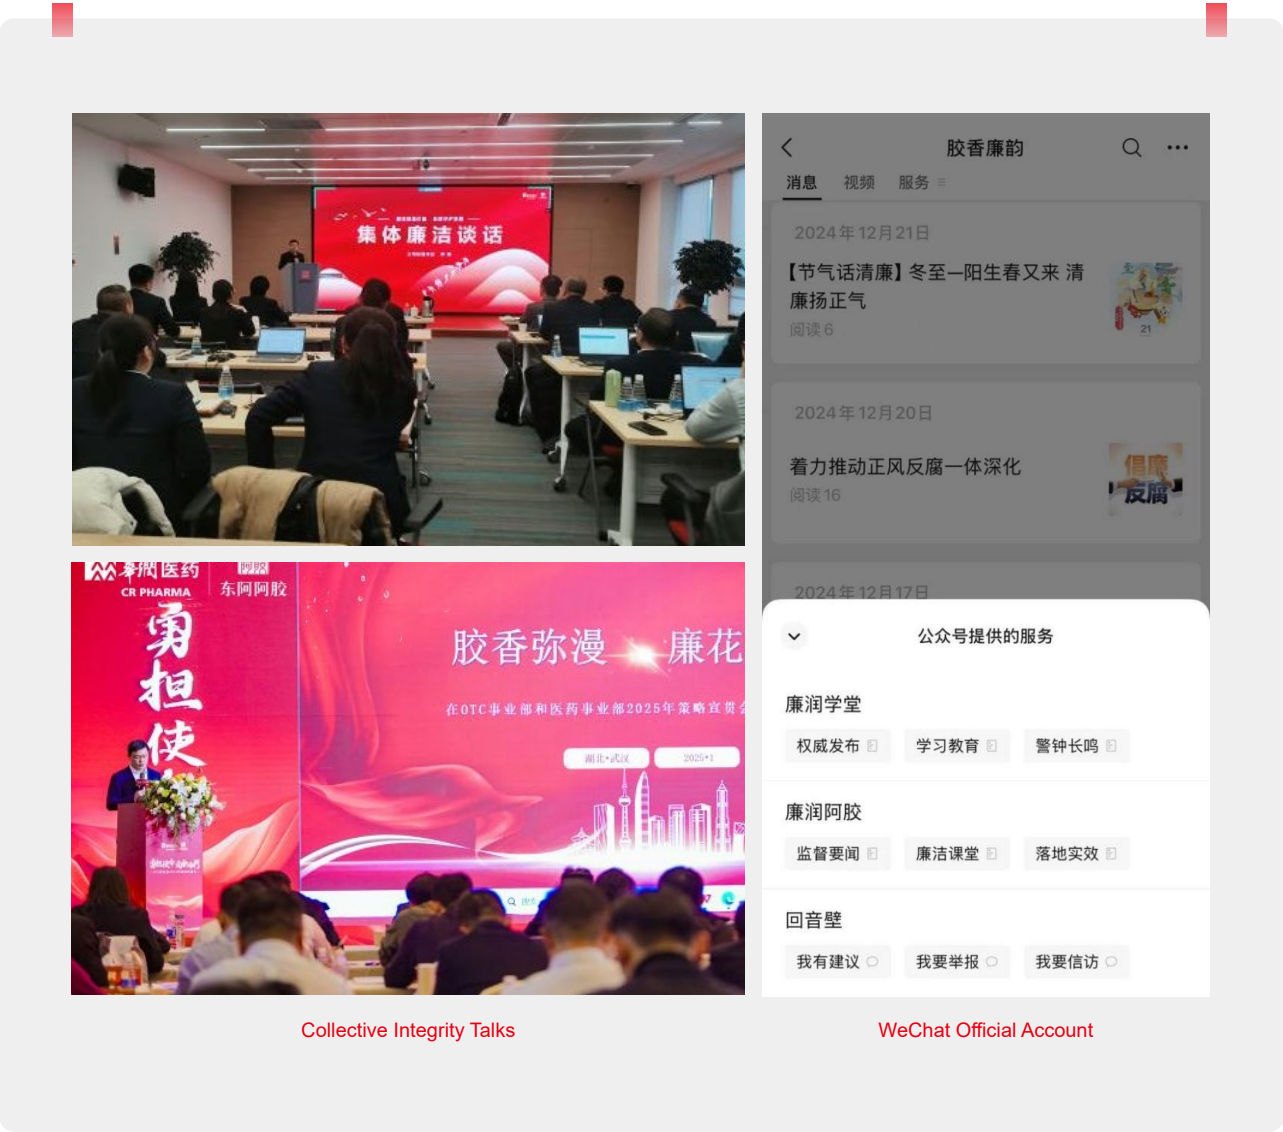 集体廉洁谈话
华润医药
CR PHARMA
东阿阿胶
勇担使
胶香弥漫
廉花
在OTC事业部和医药事业部2025年策略宣贯会
湖北•武汉
2025•1
胶香廉韵
消息
视频
服务
2024年12月21日
【节气话清廉】冬至—阳生春又来 清
廉扬正气
阅读 6
21
2024年12月20日
着力推动正风反腐一体深化
阅读 16
倡廉
反腐
2024年12月17日
公众号提供的服务
廉润学堂
权威发布
学习教育
警钟长鸣
廉润阿胶
监督要闻
廉洁课堂
落地实效
回音壁
我有建议
我要举报
我要信访
Collective Integrity Talks
WeChat Official Account